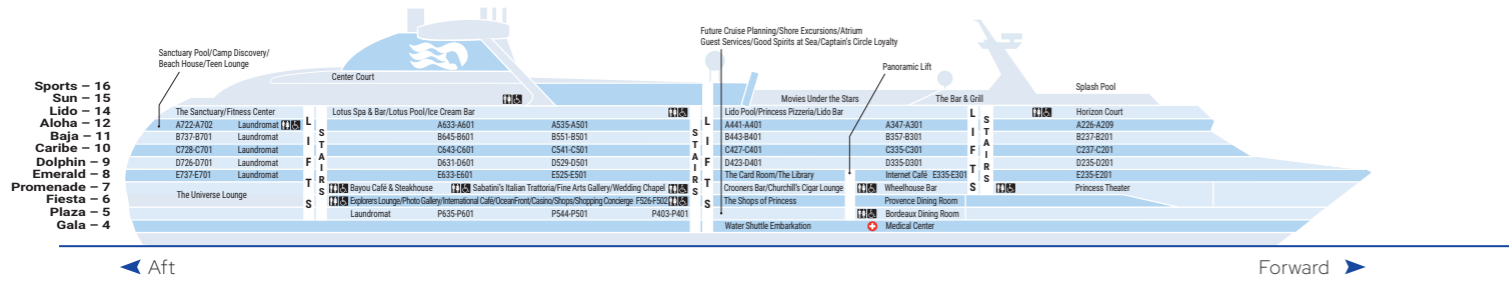 Future Cruise Planning/Shore Excursions/Atrium
Guest Services/Good Spirits at Sea/Captain's Circle Loyalty
Sanctuary Pool/Camp Discovery/
Beach House/Teen Lounge
Panoramic Lift
Center Court
Splash Pool
Sports – 16
Sun – 15
Movies Under the Stars The Bar & Grill
Lido – 14
The Sanctuary/Fitness Center Lotus Spa & Bar/Lotus Pool/Ice Cream Bar Lido Pool/Princess Pizzeria/Lido Bar Horizon Court
Aloha – 12
A722-A702 Laundromat A633-A601 A535-A501 A441-A401 A347-A301 A226-A209
Baja – 11
B737-B701 Laundromat B645-B601 B551-B501 B443-B401 B357-B301 B237-B201
Caribe – 10
C728-C701 Laundromat C643-C601 C541-C501 C427-C401 C335-C301 C237-C201
Dolphin – 9
D726-D701 Laundromat D631-D601 D529-D501 D423-D401 D335-D301 D235-D201
Emerald – 8
E737-E701 Laundromat E633-E601 E525-E501 The Card Room/The Library Internet Café E335-E301 E235-E201
Promenade – 7
The Universe Lounge Bayou Café & Steakhouse Sabatini's Italian Trattoria/Fine Arts Gallery/Wedding Chapel Crooners Bar/Churchill's Cigar Lounge Wheelhouse Bar Princess Theater
Fiesta – 6
Explorers Lounge/Photo Gallery/International Café/OceanFront/Casino/Shops/Shopping Concierge F526-F502 The Shops of Princess Provence Dining Room
Plaza – 5
Laundromat P635-P601 P544-P501 P403-P401 Bordeaux Dining Room
Gala – 4
Water Shuttle Embarkation Medical Center
LIFTS
STAIRS
STAIRS
LIFTS
LIFTS
STAIRS
Aft
Forward